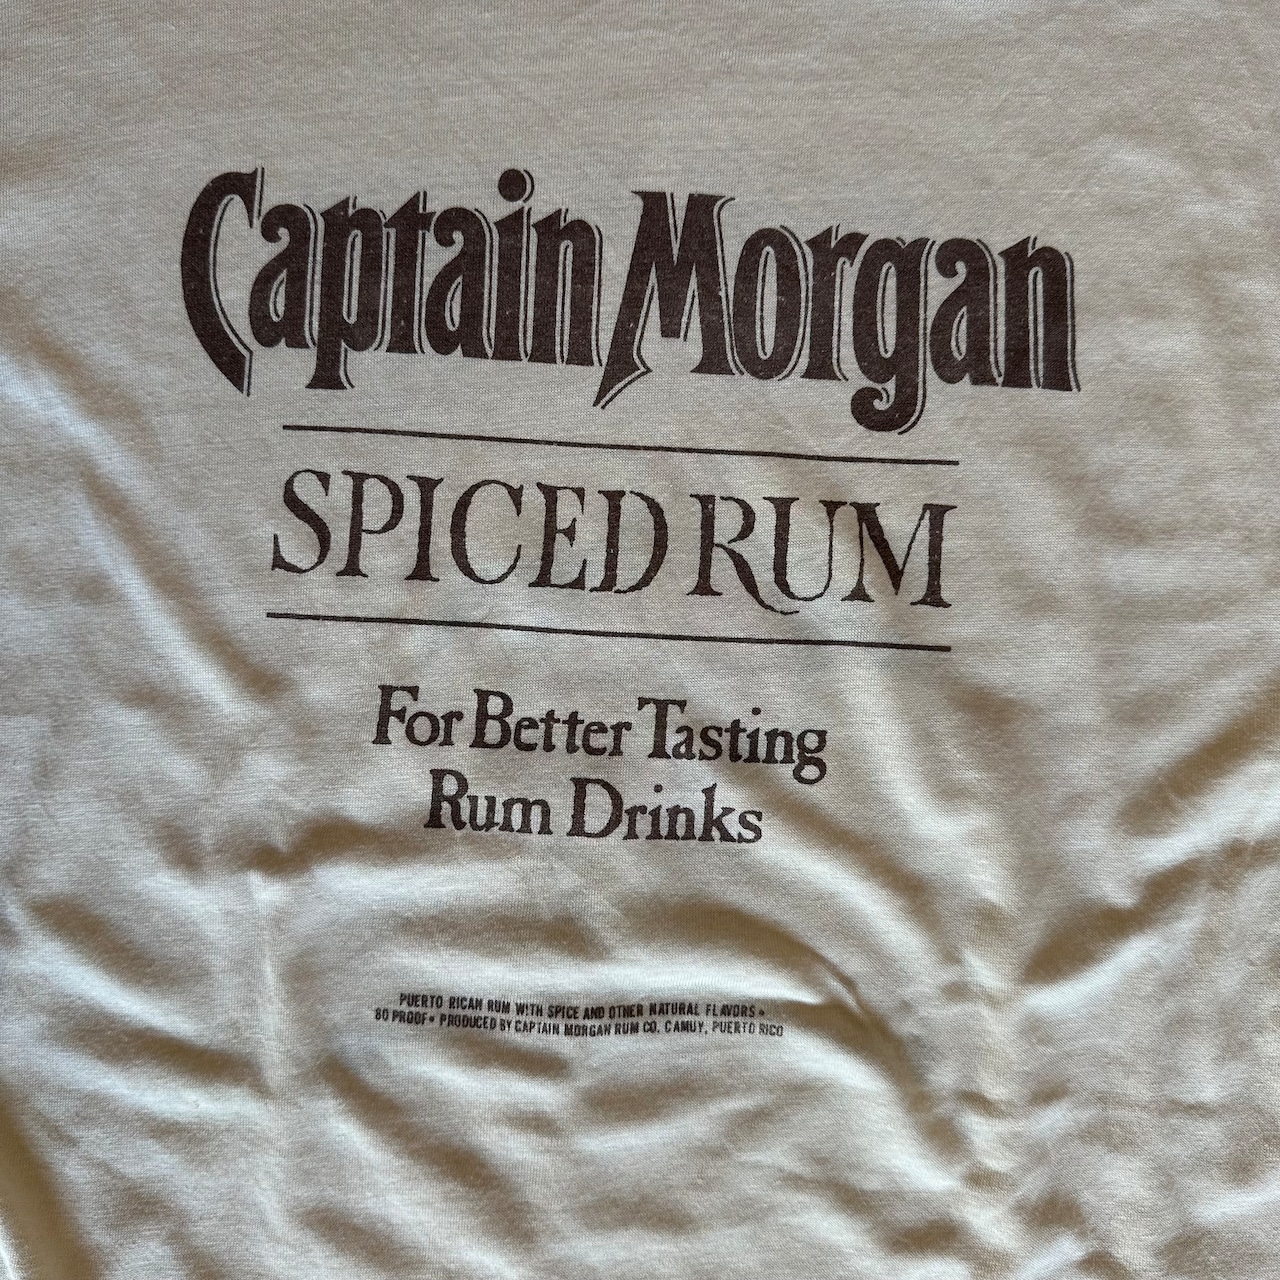 Captain Morgan
SPICED RUM
For Better Tasting
Rum Drinks
PUERTO RICAN RUM WITH SPICE AND OTHER NATURAL FLAVORS •
80 PROOF • PRODUCED BY CAPTAIN MORGAN RUM CO. CAMUY, PUERTO RICO